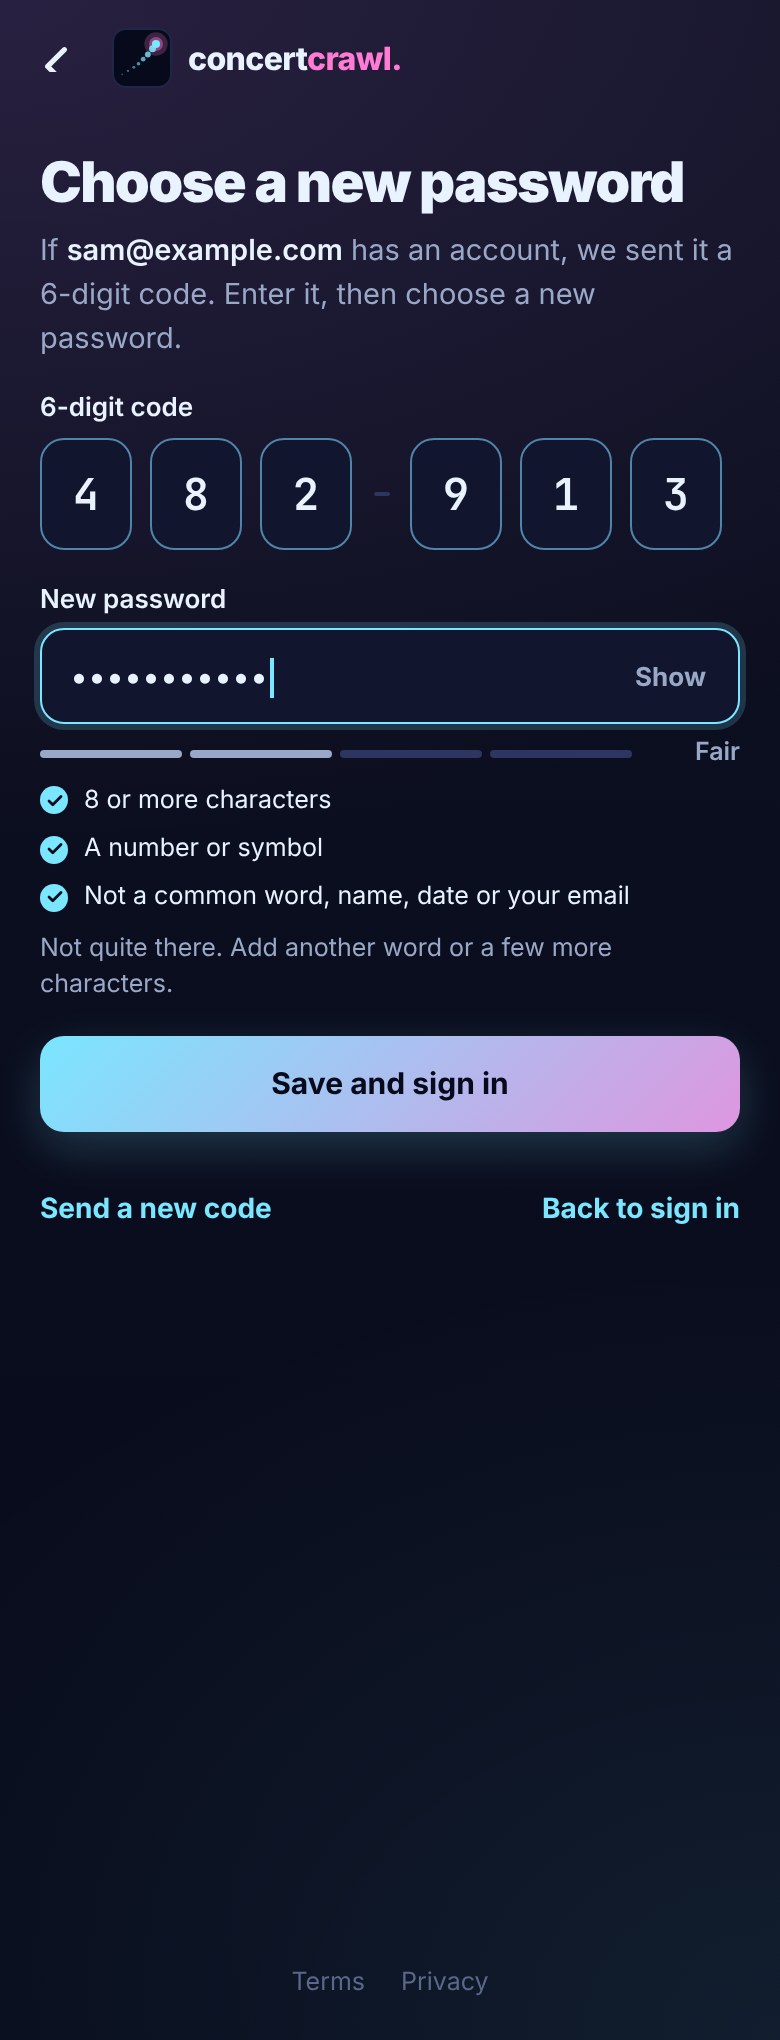 concertcrawl.
Choose a new password
If sam@example.com has an account, we sent it a
6-digit code. Enter it, then choose a new
password.
6-digit code
4 8 2 - 9 1 3
New password
••••••••••• Show
Fair
8 or more characters
A number or symbol
Not a common word, name, date or your email
Not quite there. Add another word or a few more
characters.
Save and sign in
Send a new code Back to sign in
Terms Privacy